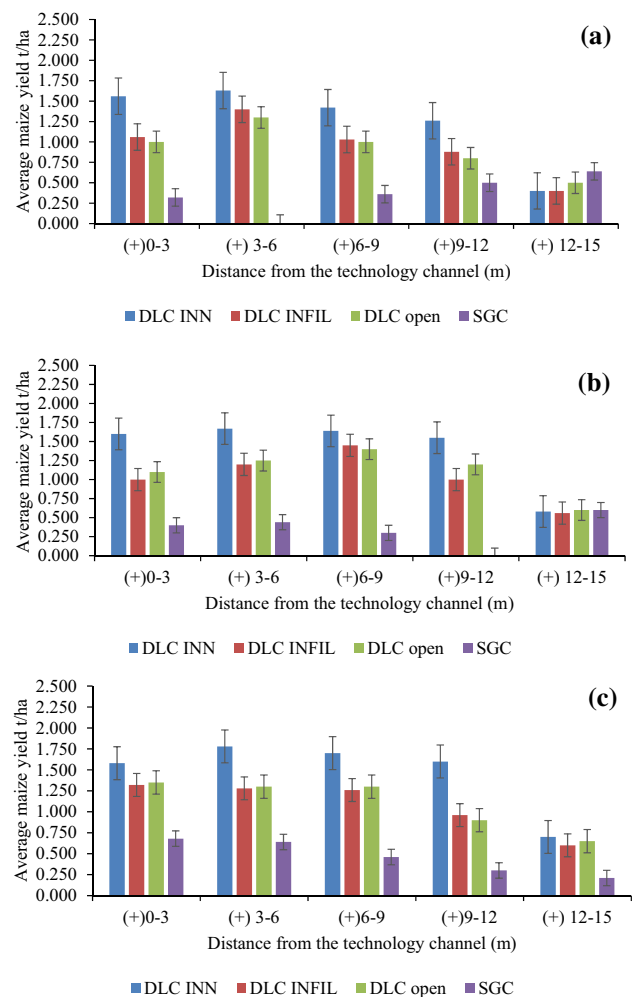 (a)
2.500
2.250
2.000
1.750
1.500
1.250
1.000
0.750
0.500
0.250
0.000
Average maize yield t/ha
(+)0-3 (+) 3-6 (+)6-9 (+)9-12 (+) 12-15
Distance from the technology channel (m)
DLC INN DLC INFIL DLC open SGC
(b)
2.500
2.250
2.000
1.750
1.500
1.250
1.000
0.750
0.500
0.250
0.000
Average maize yield t/ha
(+)0-3 (+) 3-6 (+)6-9 (+)9-12 (+) 12-15
Distance from the technology channel (m)
DLC INN DLC INFIL DLC open SGC
(c)
2.500
2.250
2.000
1.750
1.500
1.250
1.000
0.750
0.500
0.250
0.000
Average maize yield t/ha
(+)0-3 (+) 3-6 (+)6-9 (+)9-12 (+) 12-15
Distance from the technology channel (m)
DLC INN DLC INFIL DLC open SGC